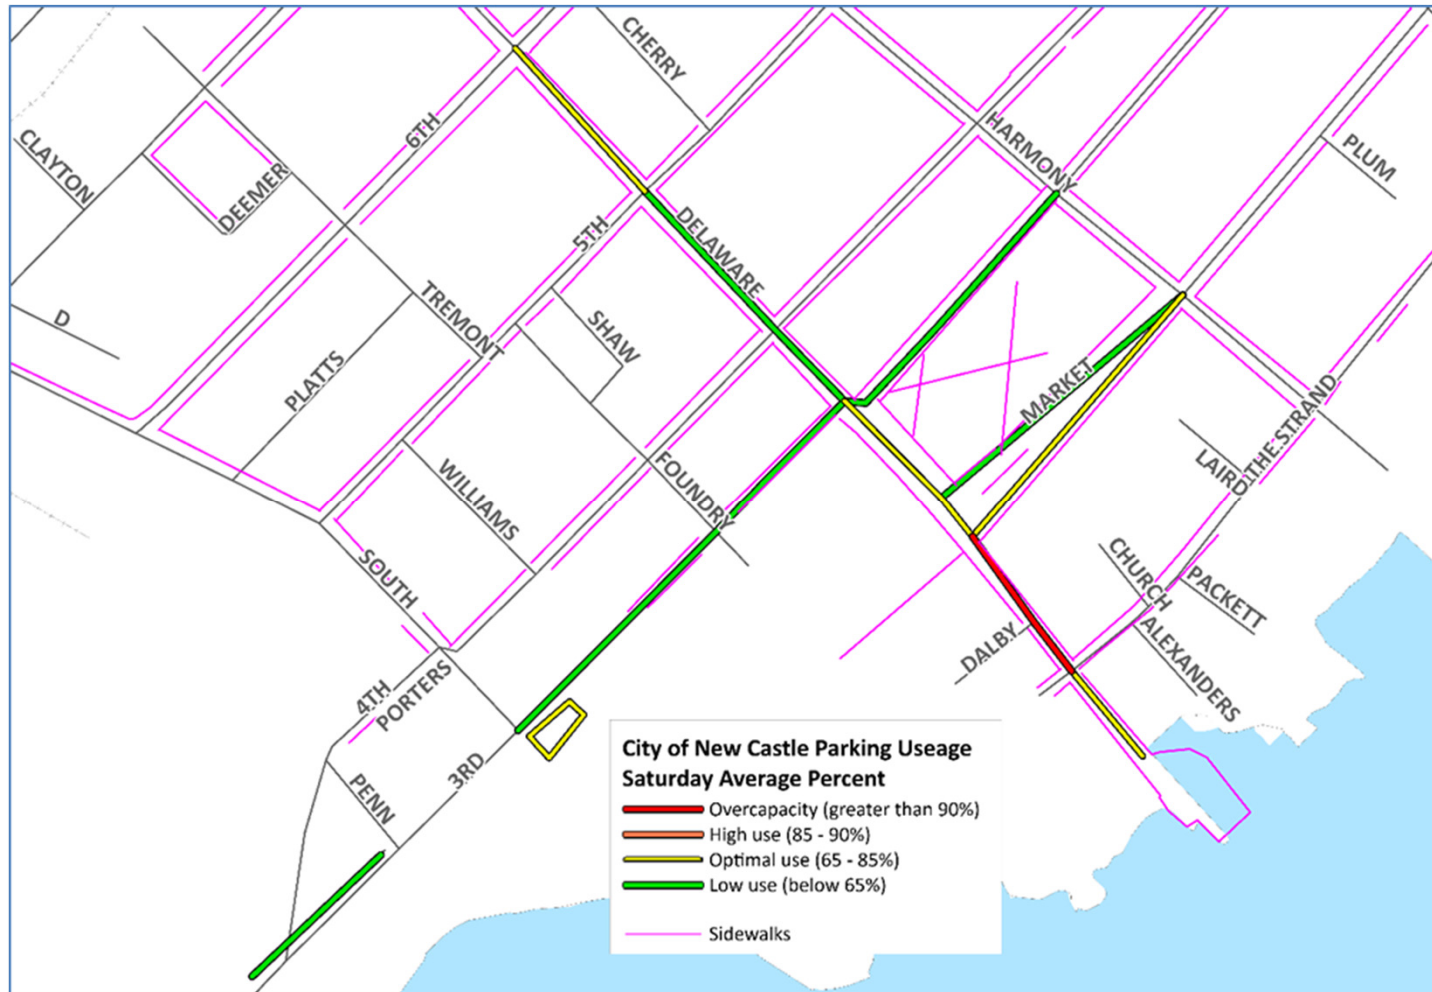 CHERRY
6TH
HARMONY
PLUM
CLAYTON
DEEMER
DELAWARE
5TH
D
TREMONT
SHAW
PLATTS
MARKET
THE STRAND
LAIRD
WILLIAMS
FOUNDRY
SOUTH
CHURCH
PACKETT
DALBY
ALEXANDERS
4TH
PORTERS
3RD
PENN
City of New Castle Parking Useage
Saturday Average Percent
Overcapacity (greater than 90%)
High use (85 - 90%)
Optimal use (65 - 85%)
Low use (below 65%)
Sidewalks